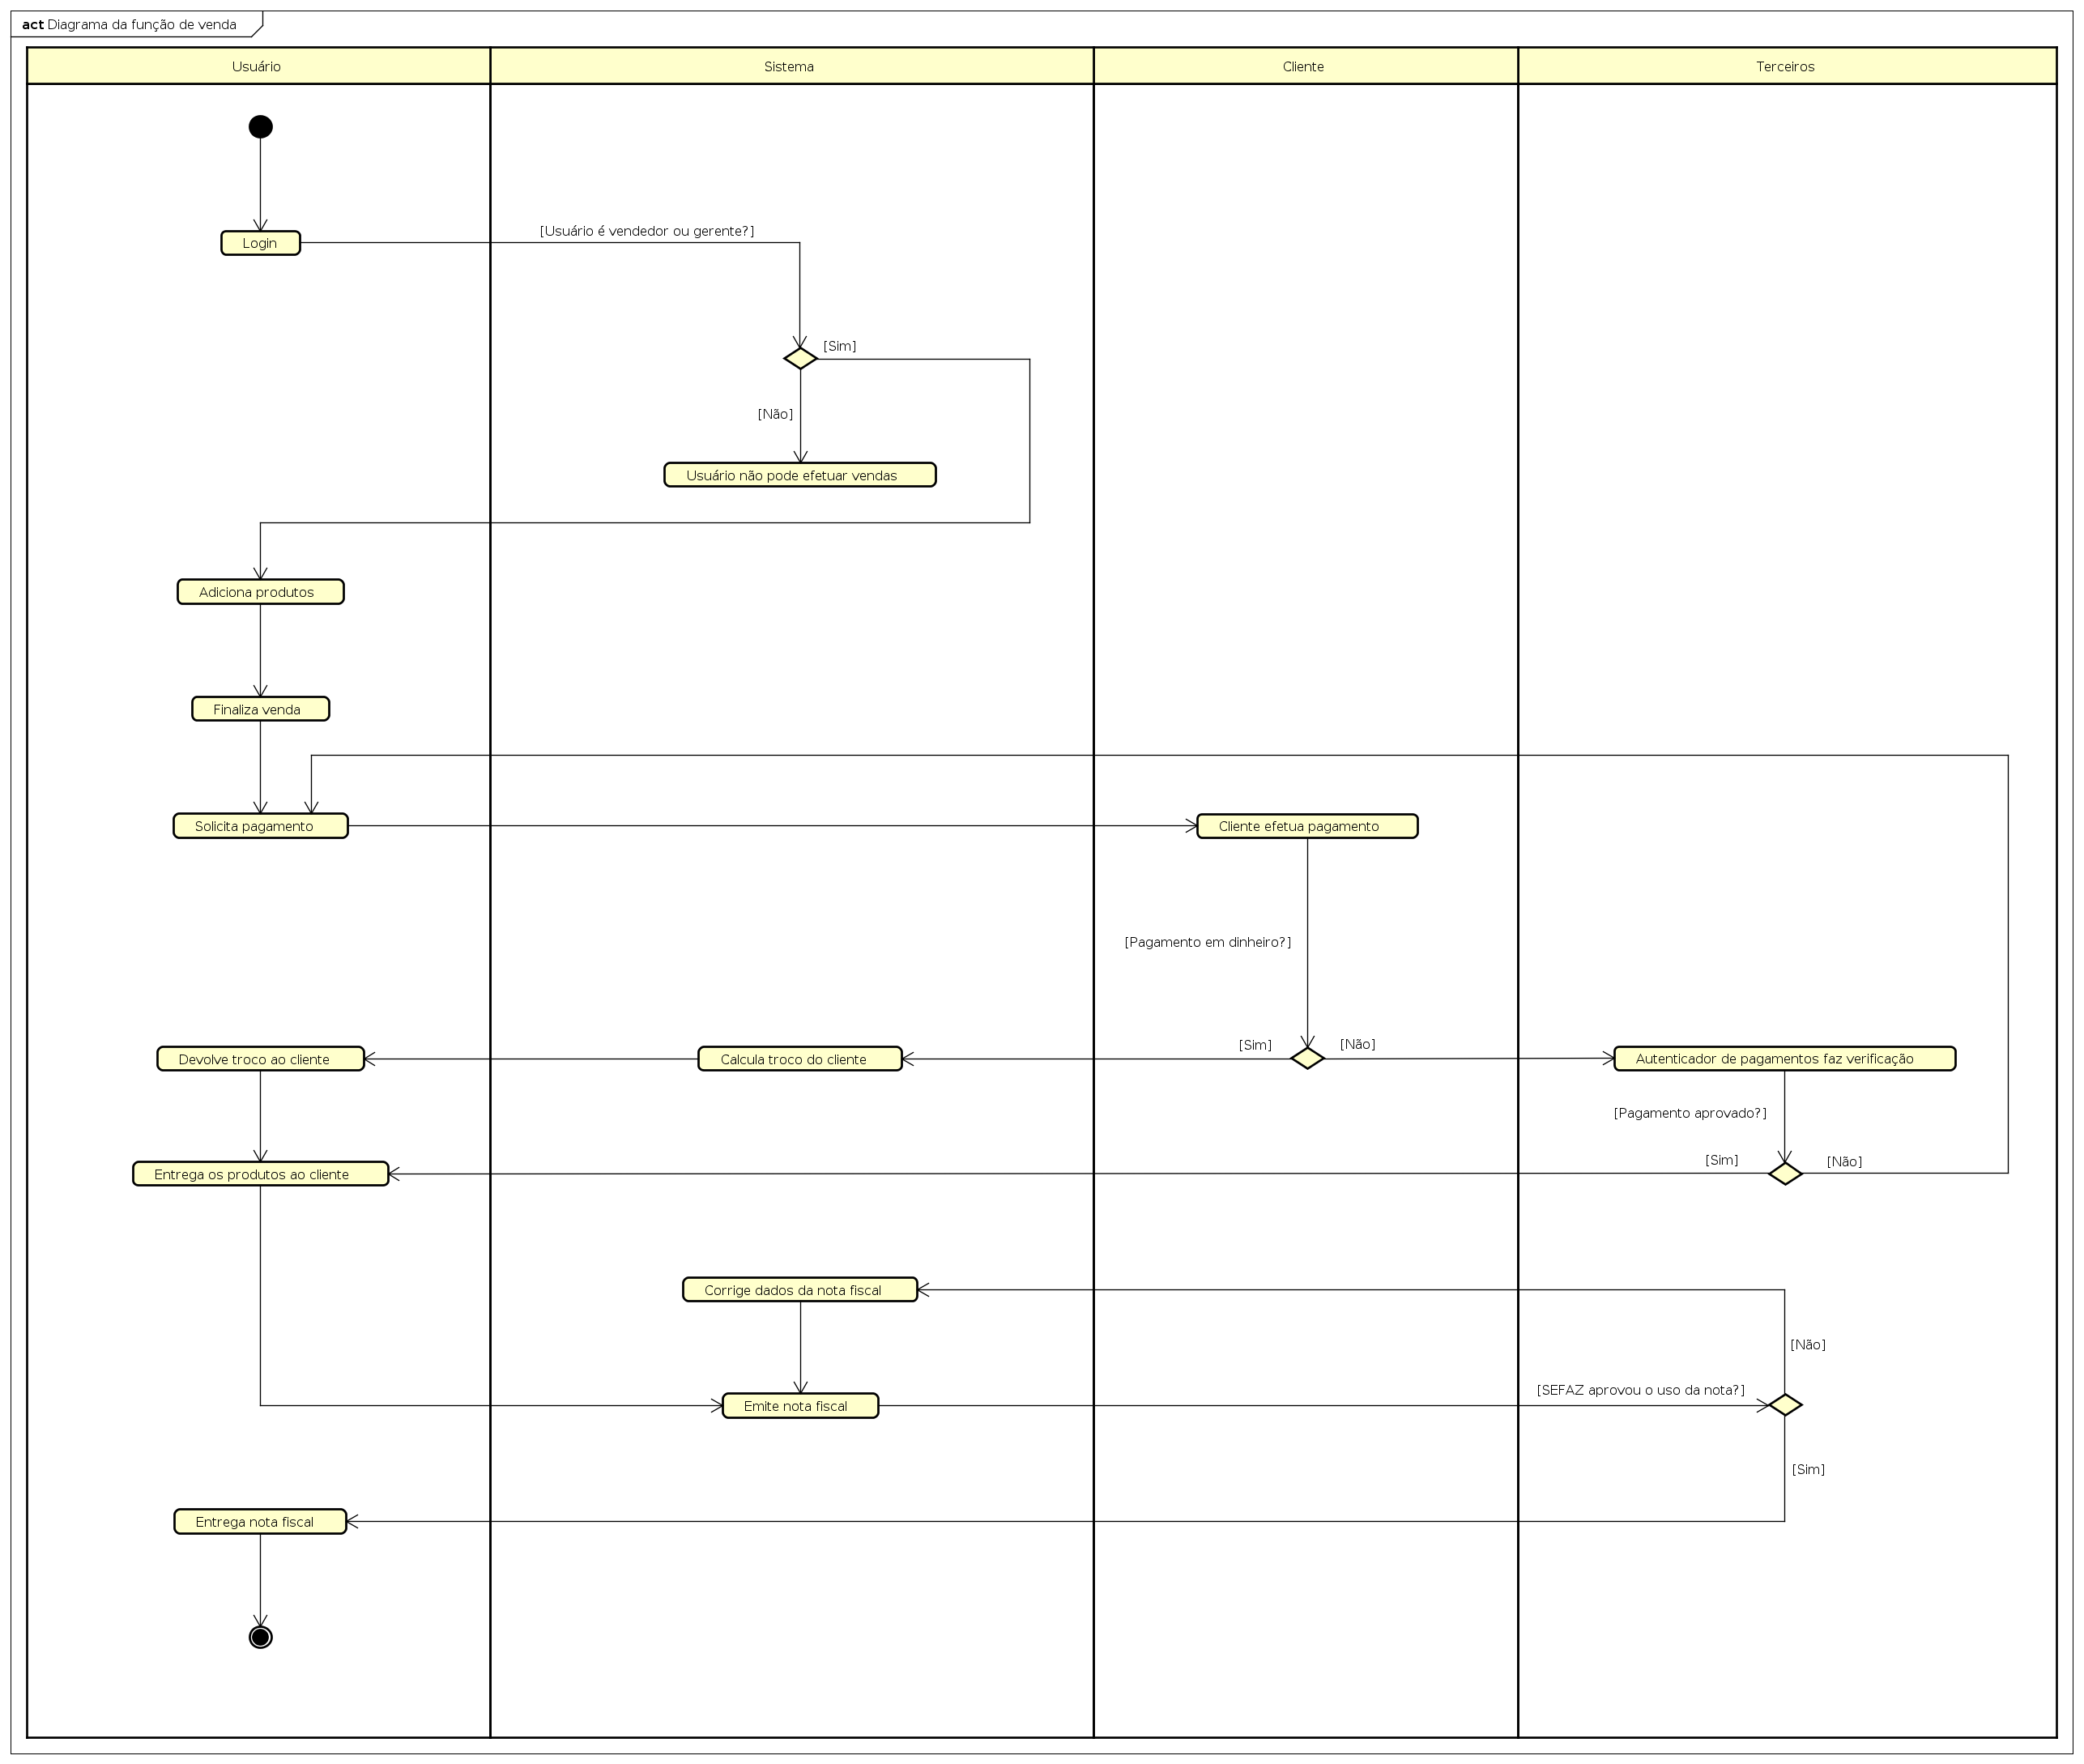 act Diagrama da função de venda
Usuário
Sistema
Cliente
Terceiros
Login
[Usuário é vendedor ou gerente?]
[Sim]
[Não]
Usuário não pode efetuar vendas
Adiciona produtos
Finaliza venda
Solicita pagamento
Cliente efetua pagamento
[Pagamento em dinheiro?]
[Sim]
[Não]
Devolve troco ao cliente
Calcula troco do cliente
Autenticador de pagamentos faz verificação
[Pagamento aprovado?]
[Sim]
[Não]
Entrega os produtos ao cliente
Corrige dados da nota fiscal
[Não]
[SEFAZ aprovou o uso da nota?]
Emite nota fiscal
[Sim]
Entrega nota fiscal